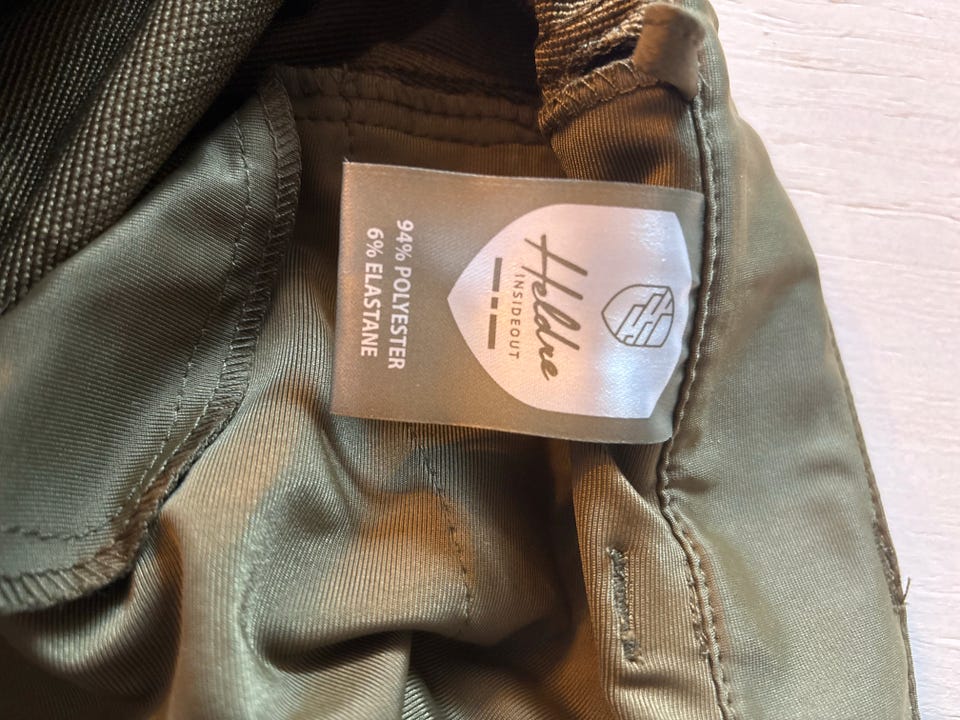 Heldre
INSIDEOUT
94% POLYESTER
6% ELASTANE